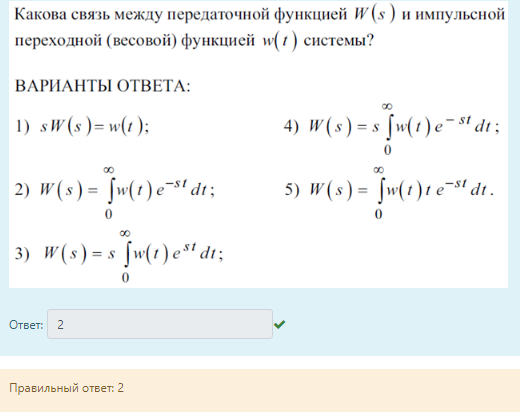 Какова связь между передаточной функцией W(s) и импульсной
переходной (весовой) функцией w(t) системы?
ВАРИАНТЫ ОТВЕТА:
1) sW(s)= w(t);
2) W(s) = ∫₀^∞ w(t)e^{-st} dt;
3) W(s) = s ∫₀^∞ w(t)e^{st} dt;
4) W(s) = s ∫₀^∞ w(t)e^{-st} dt;
5) W(s) = ∫₀^∞ w(t) t e^{-st} dt.
Ответ: 2
Правильный ответ: 2